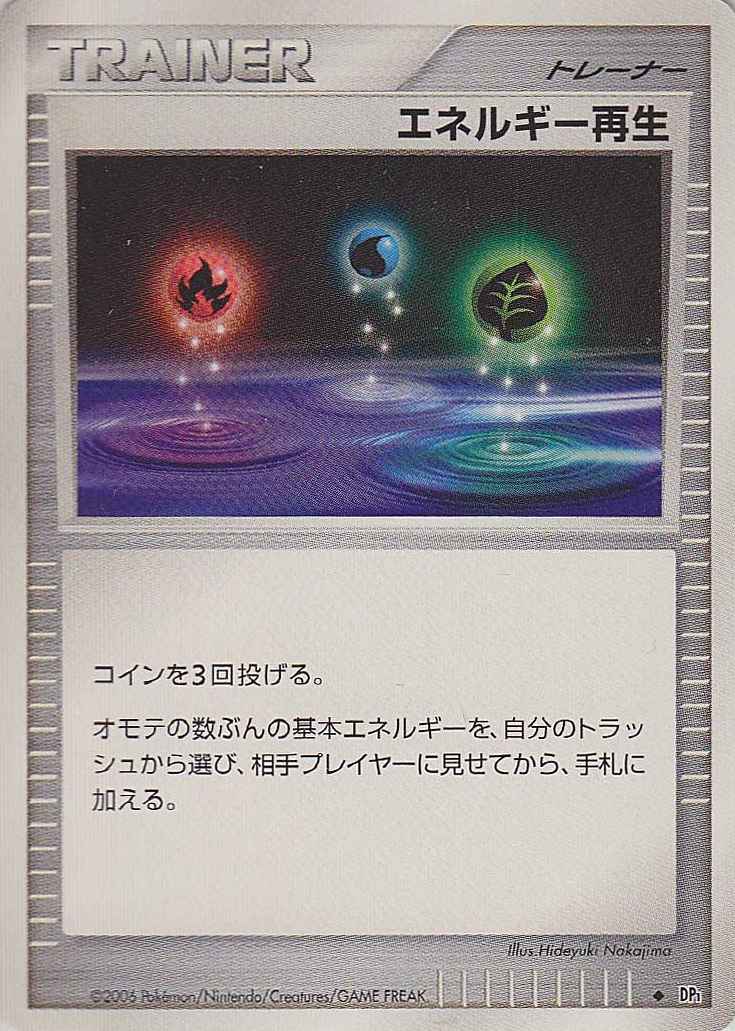 TRAINER
トレーナー
エネルギー再生
コインを3回投げる。
オモテの数ぶんの基本エネルギーを、自分のトラッ
シュから選び、相手プレイヤーに見せてから、手札に
加える。
Illus. Hideyuki Nakajima
©2006 Pokémon/Nintendo/Creatures/GAME FREAK.
◆ DP1